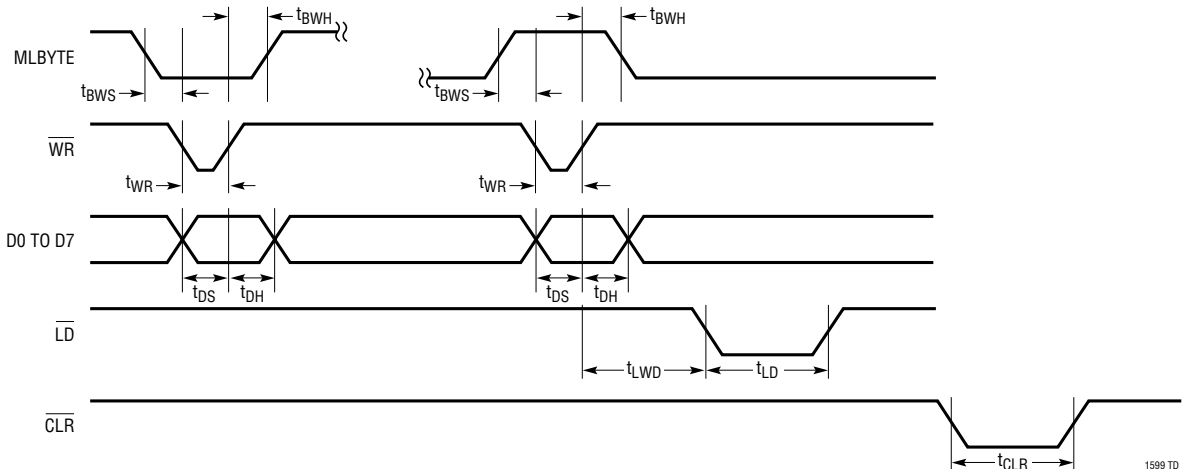 tBWH
tBWH
MLBYTE
tBWS
tBWS
WR
tWR
tWR
D0 TO D7
tDS
tDH
tDS
tDH
LD
tLWD
tLD
CLR
tCLR
1599 TD